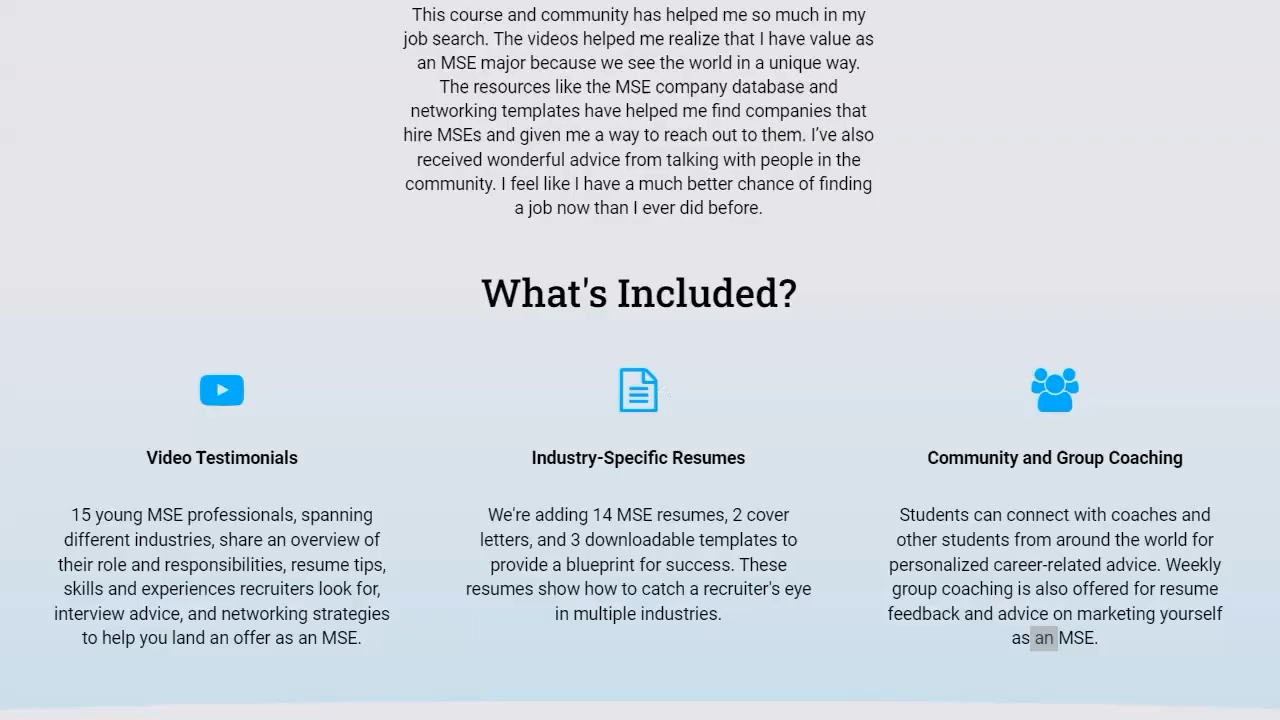 This course and community has helped me so much in my
job search. The videos helped me realize that I have value as
an MSE major because we see the world in a unique way.
The resources like the MSE company database and
networking templates have helped me find companies that
hire MSEs and given me a way to reach out to them. I’ve also
received wonderful advice from talking with people in the
community. I feel like I have a much better chance of finding
a job now than I ever did before.
What's Included?
Video Testimonials
15 young MSE professionals, spanning
different industries, share an overview of
their role and responsibilities, resume tips,
skills and experiences recruiters look for,
interview advice, and networking strategies
to help you land an offer as an MSE.
Industry-Specific Resumes
We're adding 14 MSE resumes, 2 cover
letters, and 3 downloadable templates to
provide a blueprint for success. These
resumes show how to catch a recruiter's eye
in multiple industries.
Community and Group Coaching
Students can connect with coaches and
other students from around the world for
personalized career-related advice. Weekly
group coaching is also offered for resume
feedback and advice on marketing yourself
as an MSE.